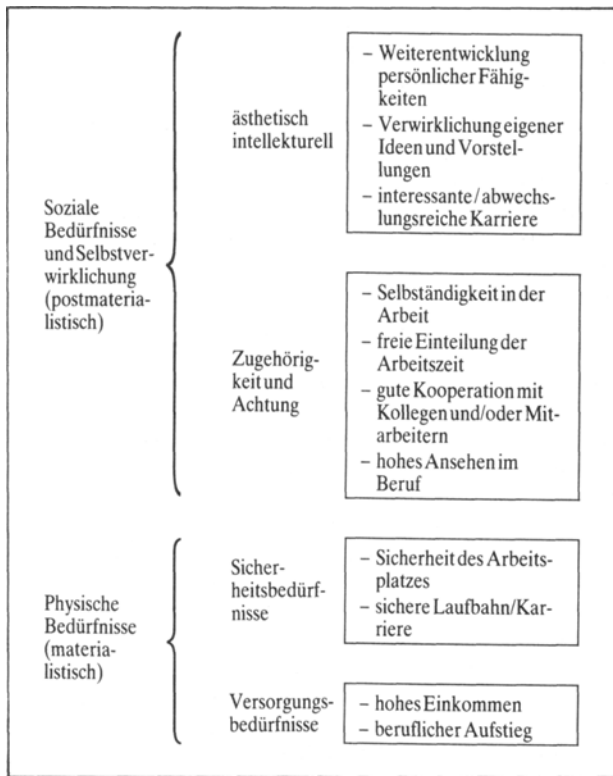 Soziale
Bedürfnisse
und Selbstver-
wirklichung
(postmateria-
listisch)
ästhetisch
intellekturell
– Weiterentwicklung
persönlicher Fähig-
keiten
– Verwirklichung eigener
Ideen und Vorstel-
lungen
– interessante/abwechs-
lungsreiche Karriere
Zugehörig-
keit und
Achtung
– Selbständigkeit in der
Arbeit
– freie Einteilung der
Arbeitszeit
– gute Kooperation mit
Kollegen und/oder Mit-
arbeitern
– hohes Ansehen im
Beruf
Physische
Bedürfnisse
(materia-
listisch)
Sicher-
heitsbedürf-
nisse
– Sicherheit des Arbeits-
platzes
– sichere Laufbahn/Kar-
riere
Versorgungs-
bedürfnisse
– hohes Einkommen
– beruflicher Aufstieg